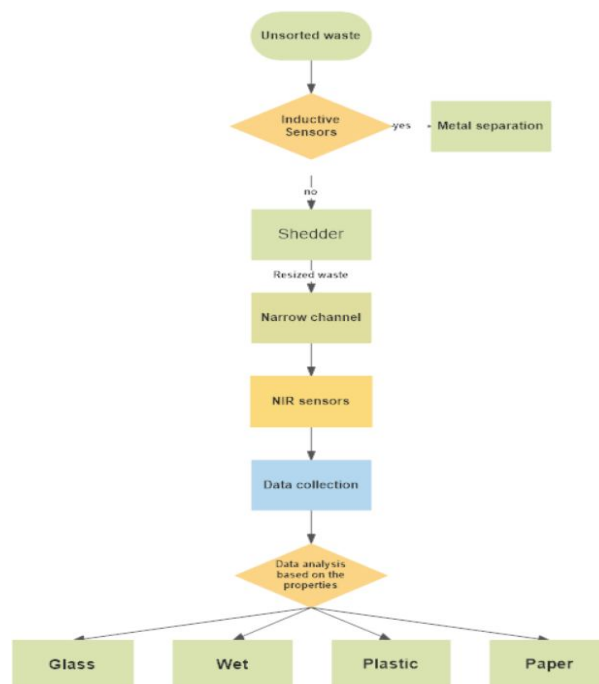 Unsorted waste
Inductive
Sensors
yes
Metal separation
no
Shedder
Resized waste
Narrow channel
NIR sensors
Data collection
Data analysis
based on the
properties
Glass
Wet
Plastic
Paper